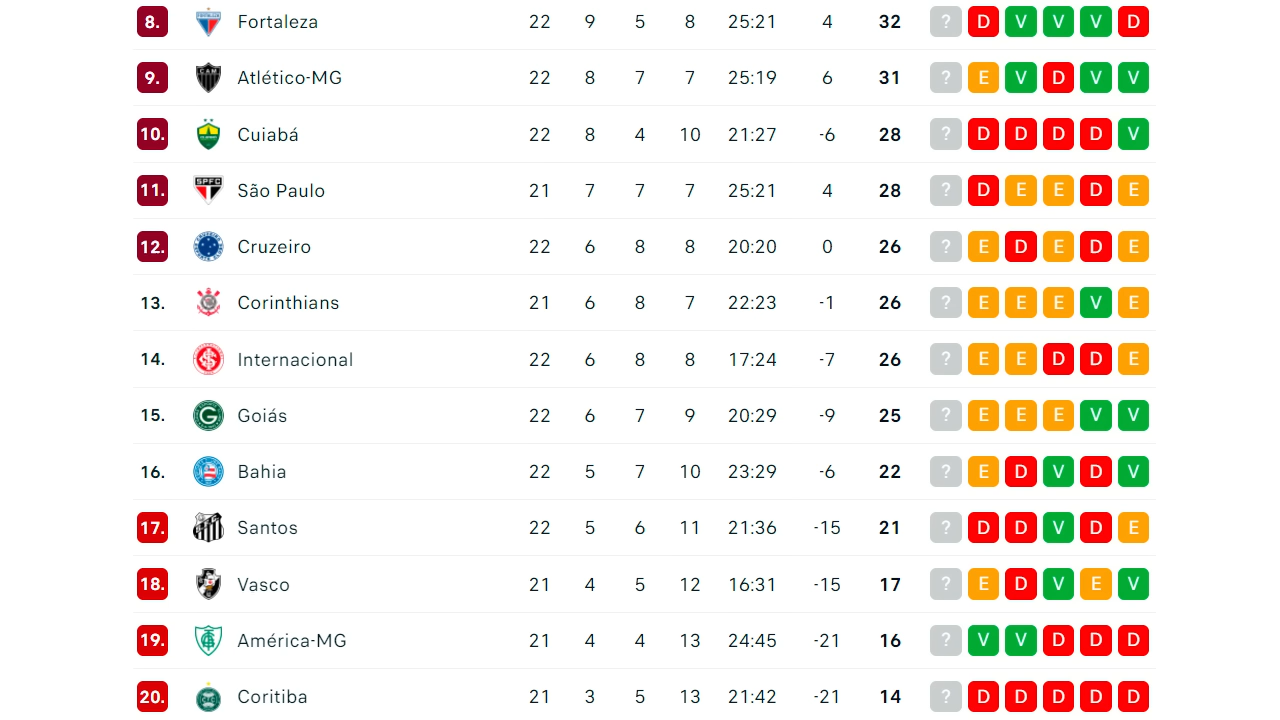 8. Fortaleza 22 9 5 8 25:21 4 32 ? D V V V D
9. CAM Atlético-MG 22 8 7 7 25:19 6 31 ? E V D V V
10. Cuiabá 22 8 4 10 21:27 -6 28 ? D D D D V
11. SPFC São Paulo 21 7 7 7 25:21 4 28 ? D E E D E
12. Cruzeiro 22 6 8 8 20:20 0 26 ? E D E D E
13. Corinthians 21 6 8 7 22:23 -1 26 ? E E E V E
14. Internacional 22 6 8 8 17:24 -7 26 ? E E D D E
15. G Goiás 22 6 7 9 20:29 -9 25 ? E E E V V
16. Bahia 22 5 7 10 23:29 -6 22 ? E D V D V
17. Santos 22 5 6 11 21:36 -15 21 ? D D V D E
18. Vasco 21 4 5 12 16:31 -15 17 ? E D V E V
19. América-MG 21 4 4 13 24:45 -21 16 ? V V D D D
20. Coritiba 21 3 5 13 21:42 -21 14 ? D D D D D